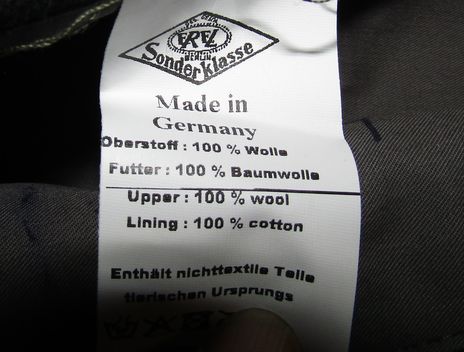 EREL
BERLIN
Sonderklasse
Made in
Germany
Oberstoff : 100 % Wolle
Futter : 100 % Baumwolle
Upper : 100 % wool
Lining : 100 % cotton
Enthält nichttextile Teile
tierischen Ursprungs